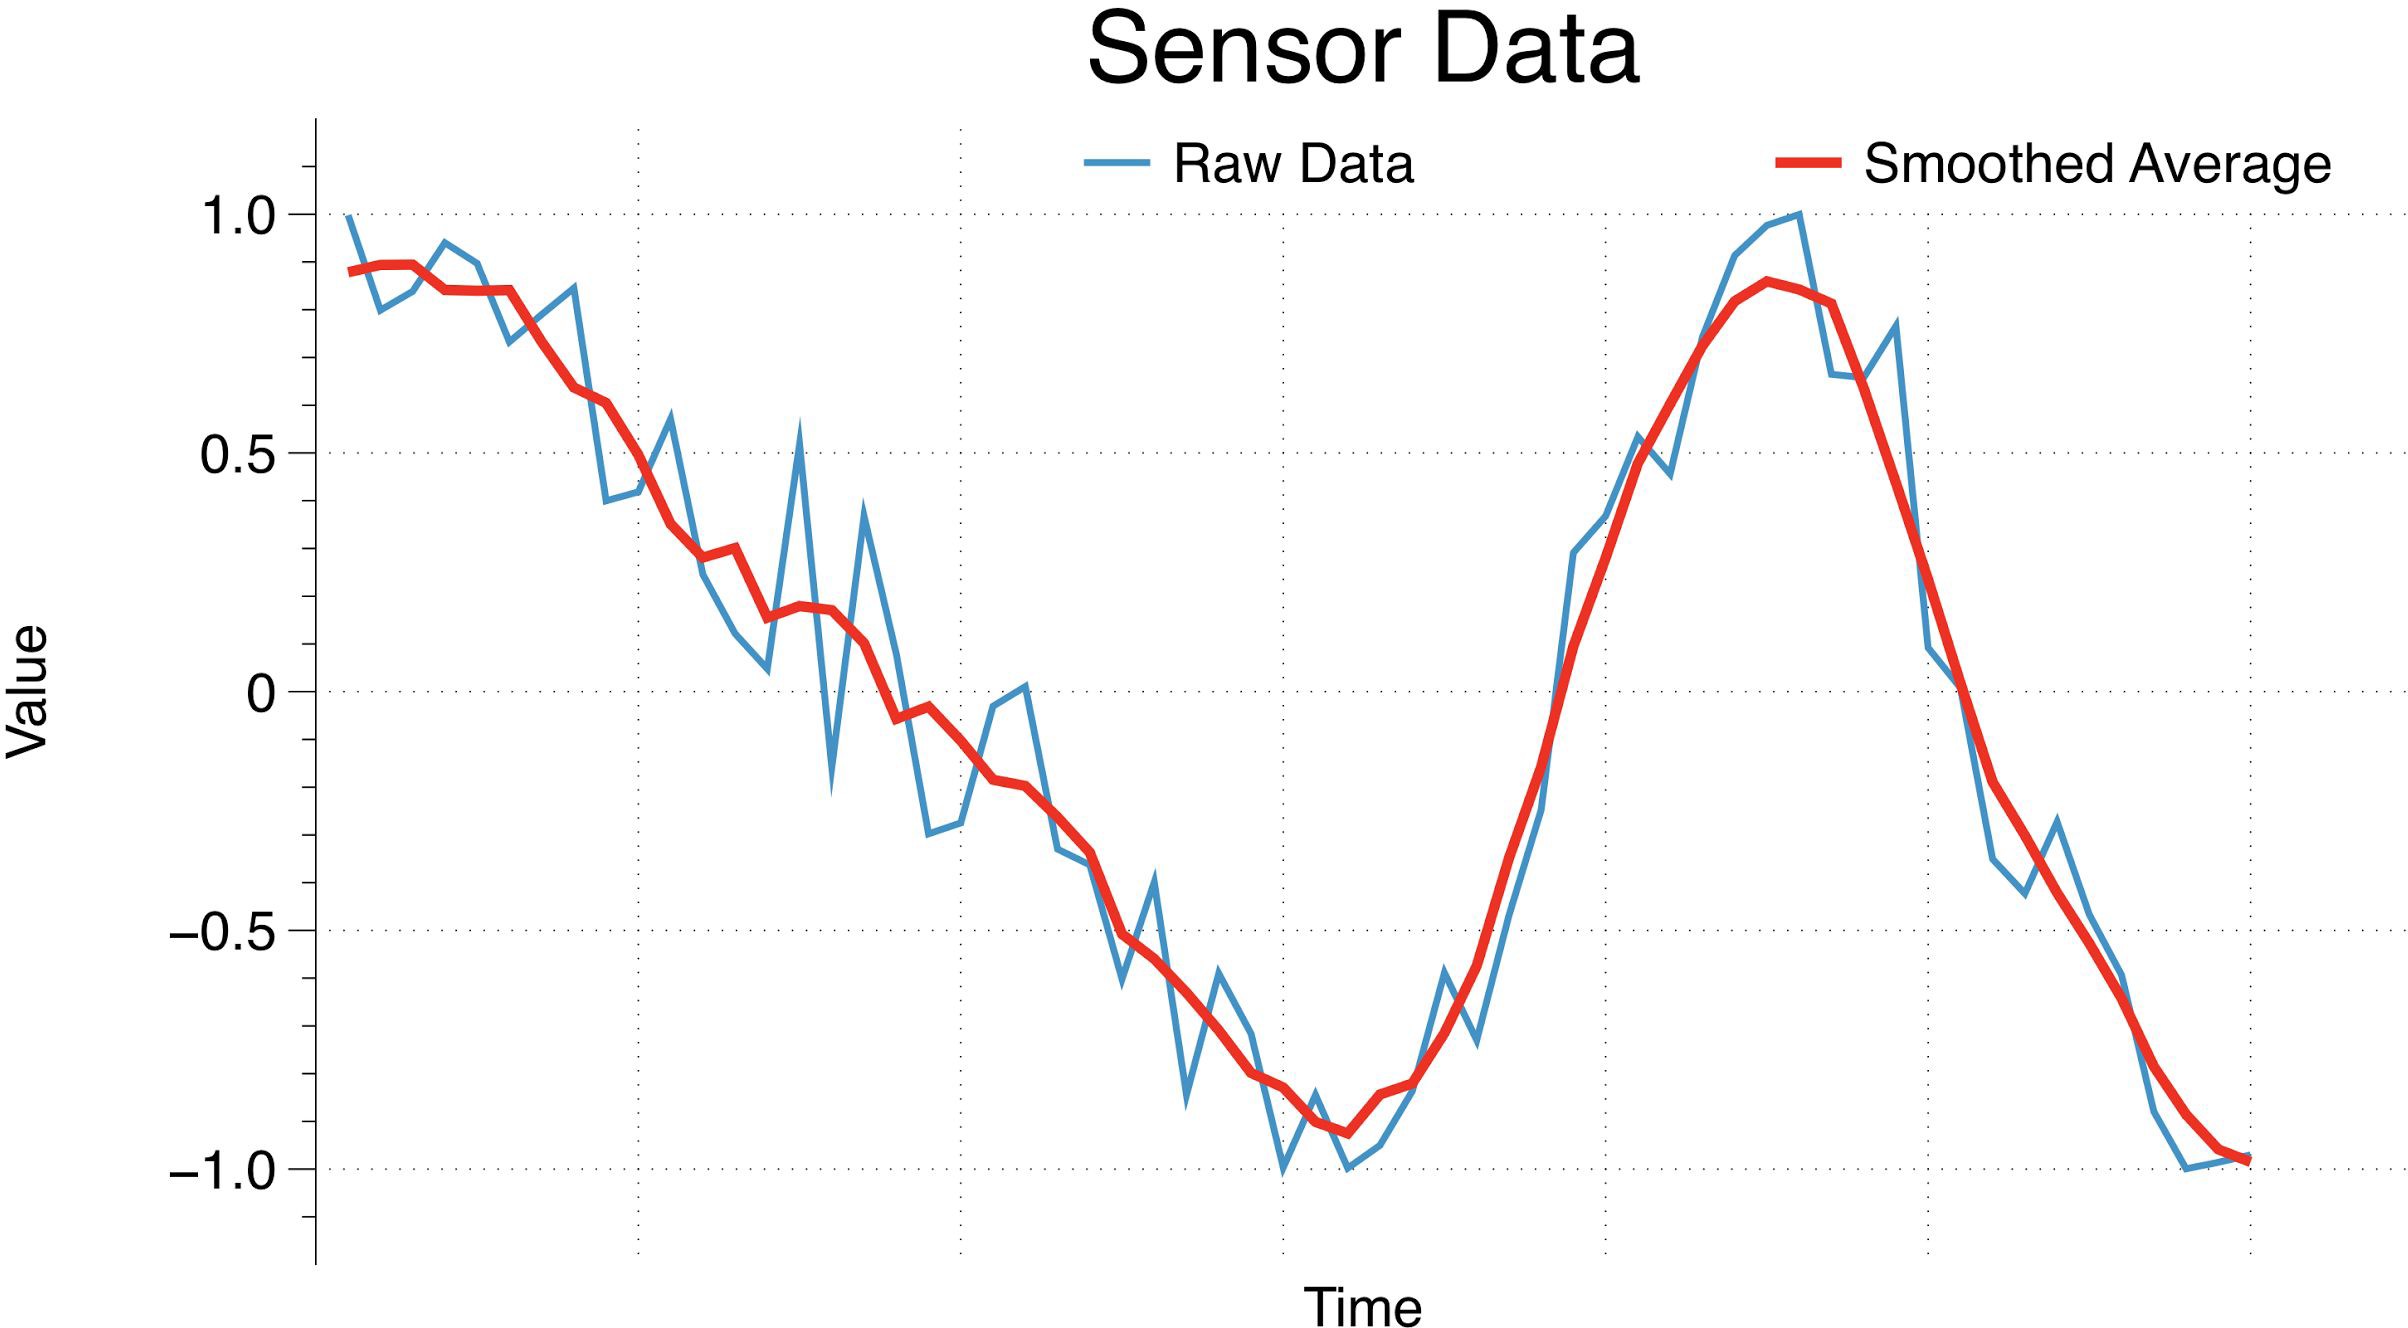 Sensor Data
Raw Data
Smoothed Average
1.0
0.5
0
−0.5
−1.0
Value
Time